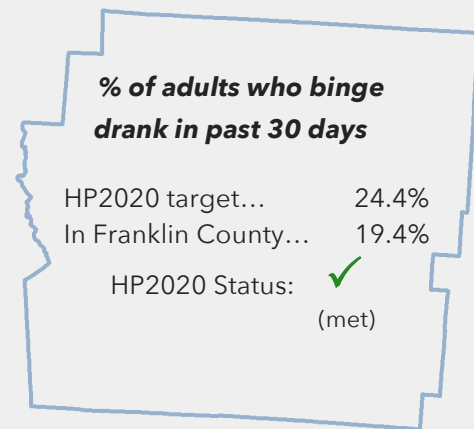 % of adults who binge
drank in past 30 days
HP2020 target... 24.4%
In Franklin County... 19.4%
HP2020 Status: ✓
(met)